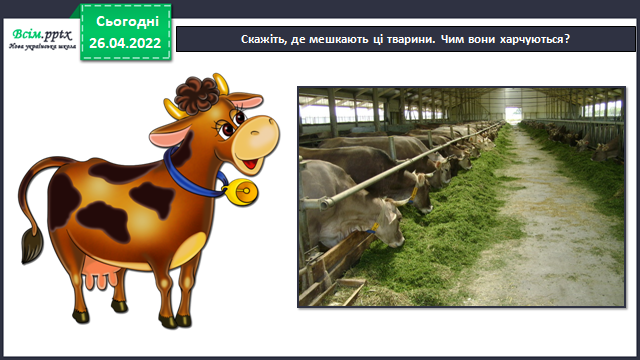 Сьогодні
26.04.2022
Всім.pptx
Нова українська школа
Скажіть, де мешкають ці тварини. Чим вони харчуються?